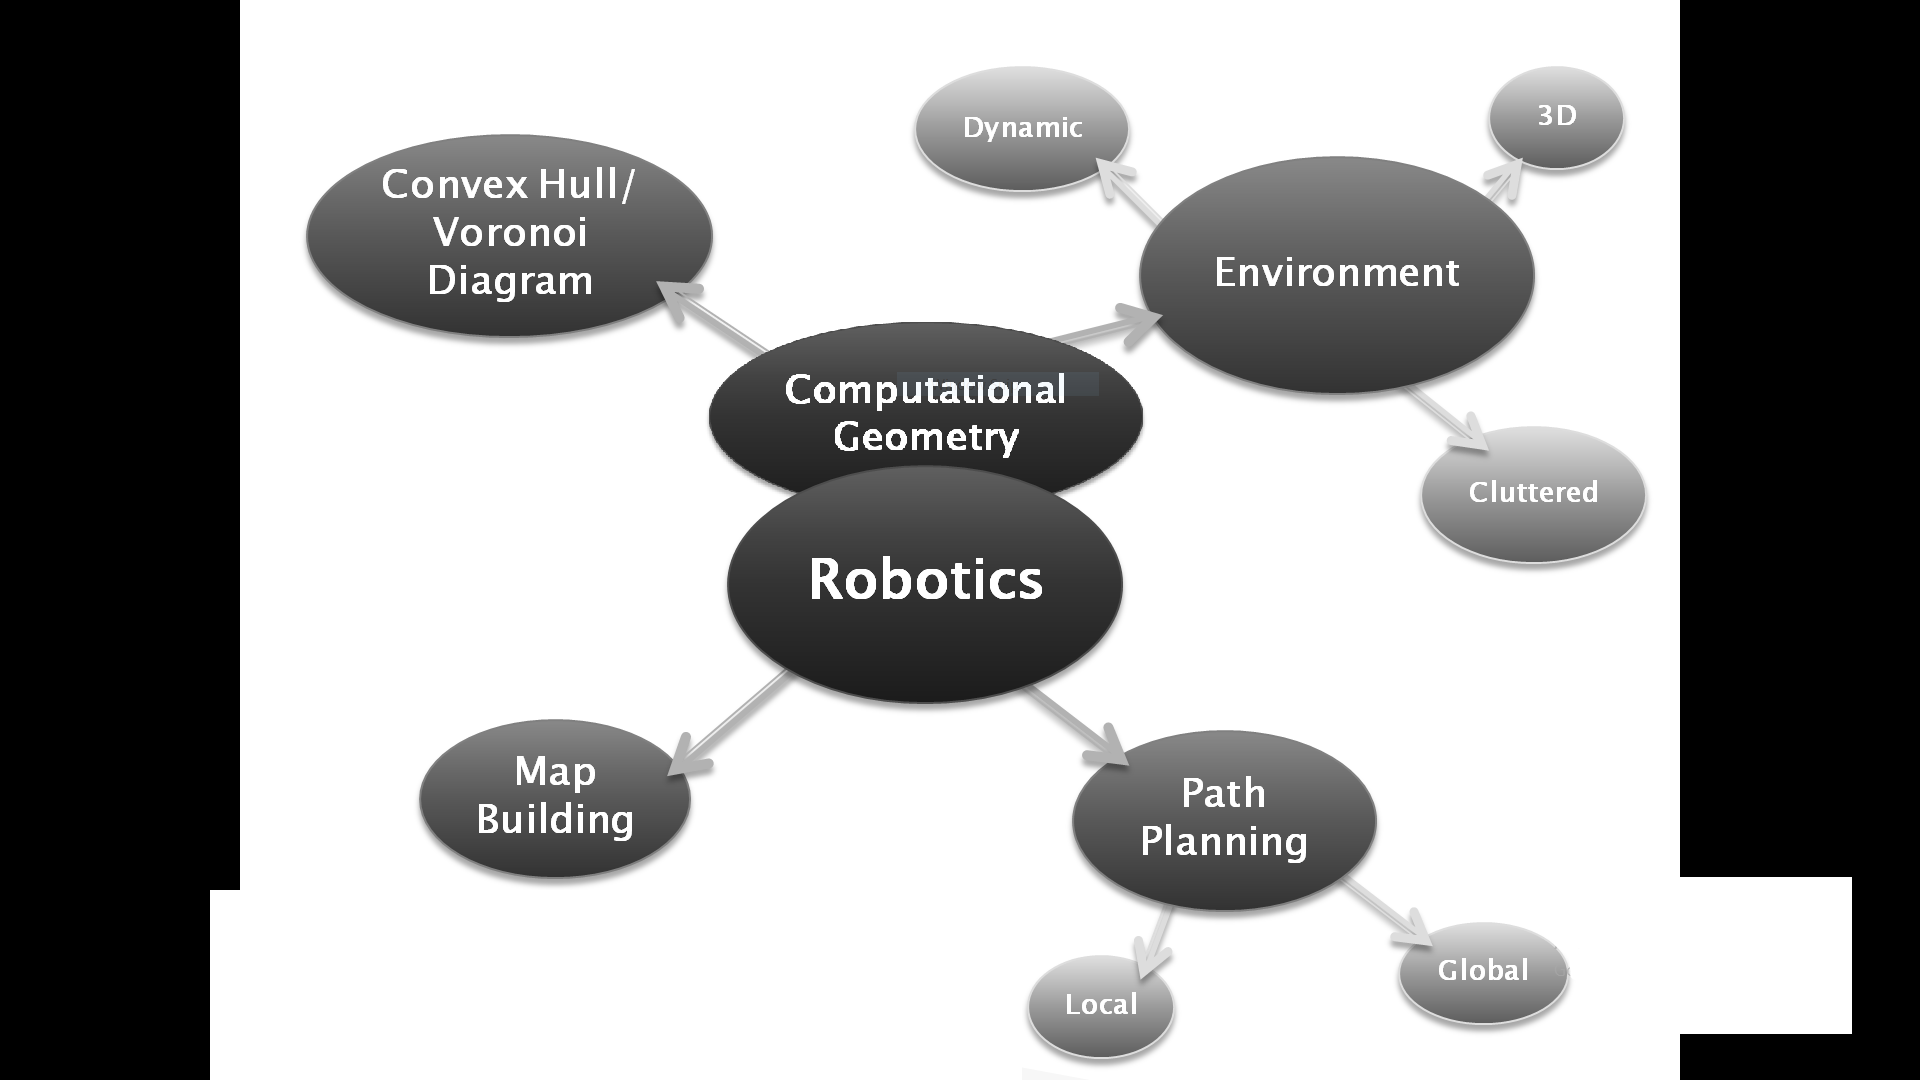 Dynamic
3D
Convex Hull/
Voronoi
Diagram
Environment
Computational
Geometry
Cluttered
Robotics
Map
Building
Path
Planning
Global
Local